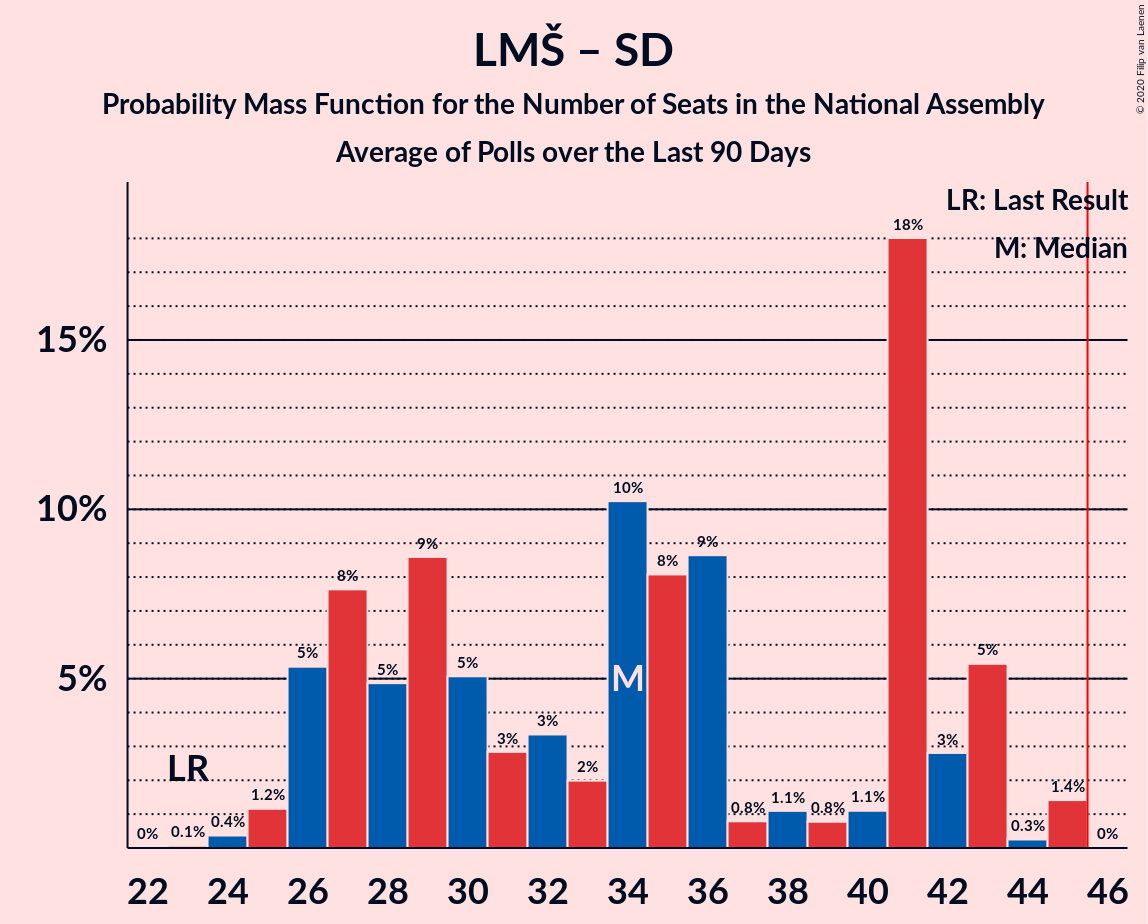 LMŠ – SD
Probability Mass Function for the Number of Seats in the National Assembly
Average of Polls over the Last 90 Days
© 2020 Filip van Laenen
LR: Last Result
M: Median
18%
15%
10%
10%
9%
9%
8%
8%
5%
5%
5%
5%
5%
M
3%
3%
3%
2%
LR
1.2%
1.4%
0% 0.1% 0.4% 0.8% 1.1% 0.8% 1.1% 0.3% 0%
22 24 26 28 30 32 34 36 38 40 42 44 46